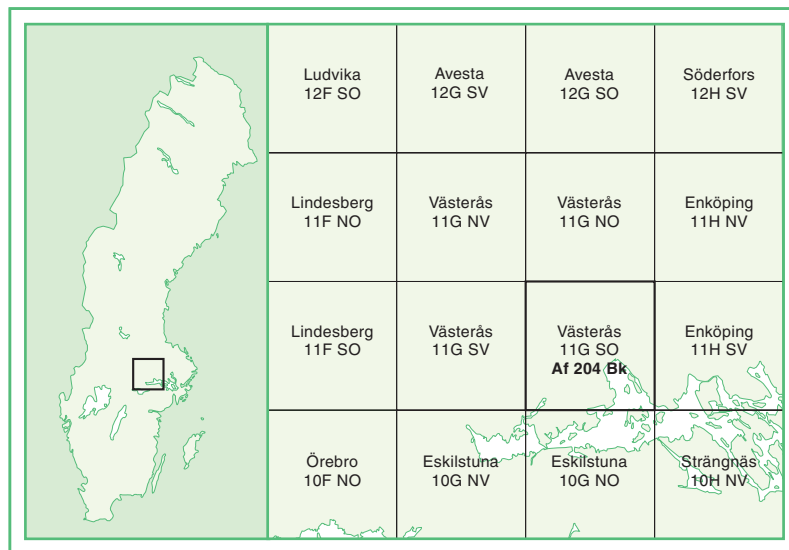 Ludvika
12F SO
Avesta
12G SV
Avesta
12G SO
Söderfors
12H SV
Lindesberg
11F NO
Västerås
11G NV
Västerås
11G NO
Enköping
11H NV
Lindesberg
11F SO
Västerås
11G SV
Västerås
11G SO
Af 204 Bk
Enköping
11H SV
Örebro
10F NO
Eskilstuna
10G NV
Eskilstuna
10G NO
Strängnäs
10H NV